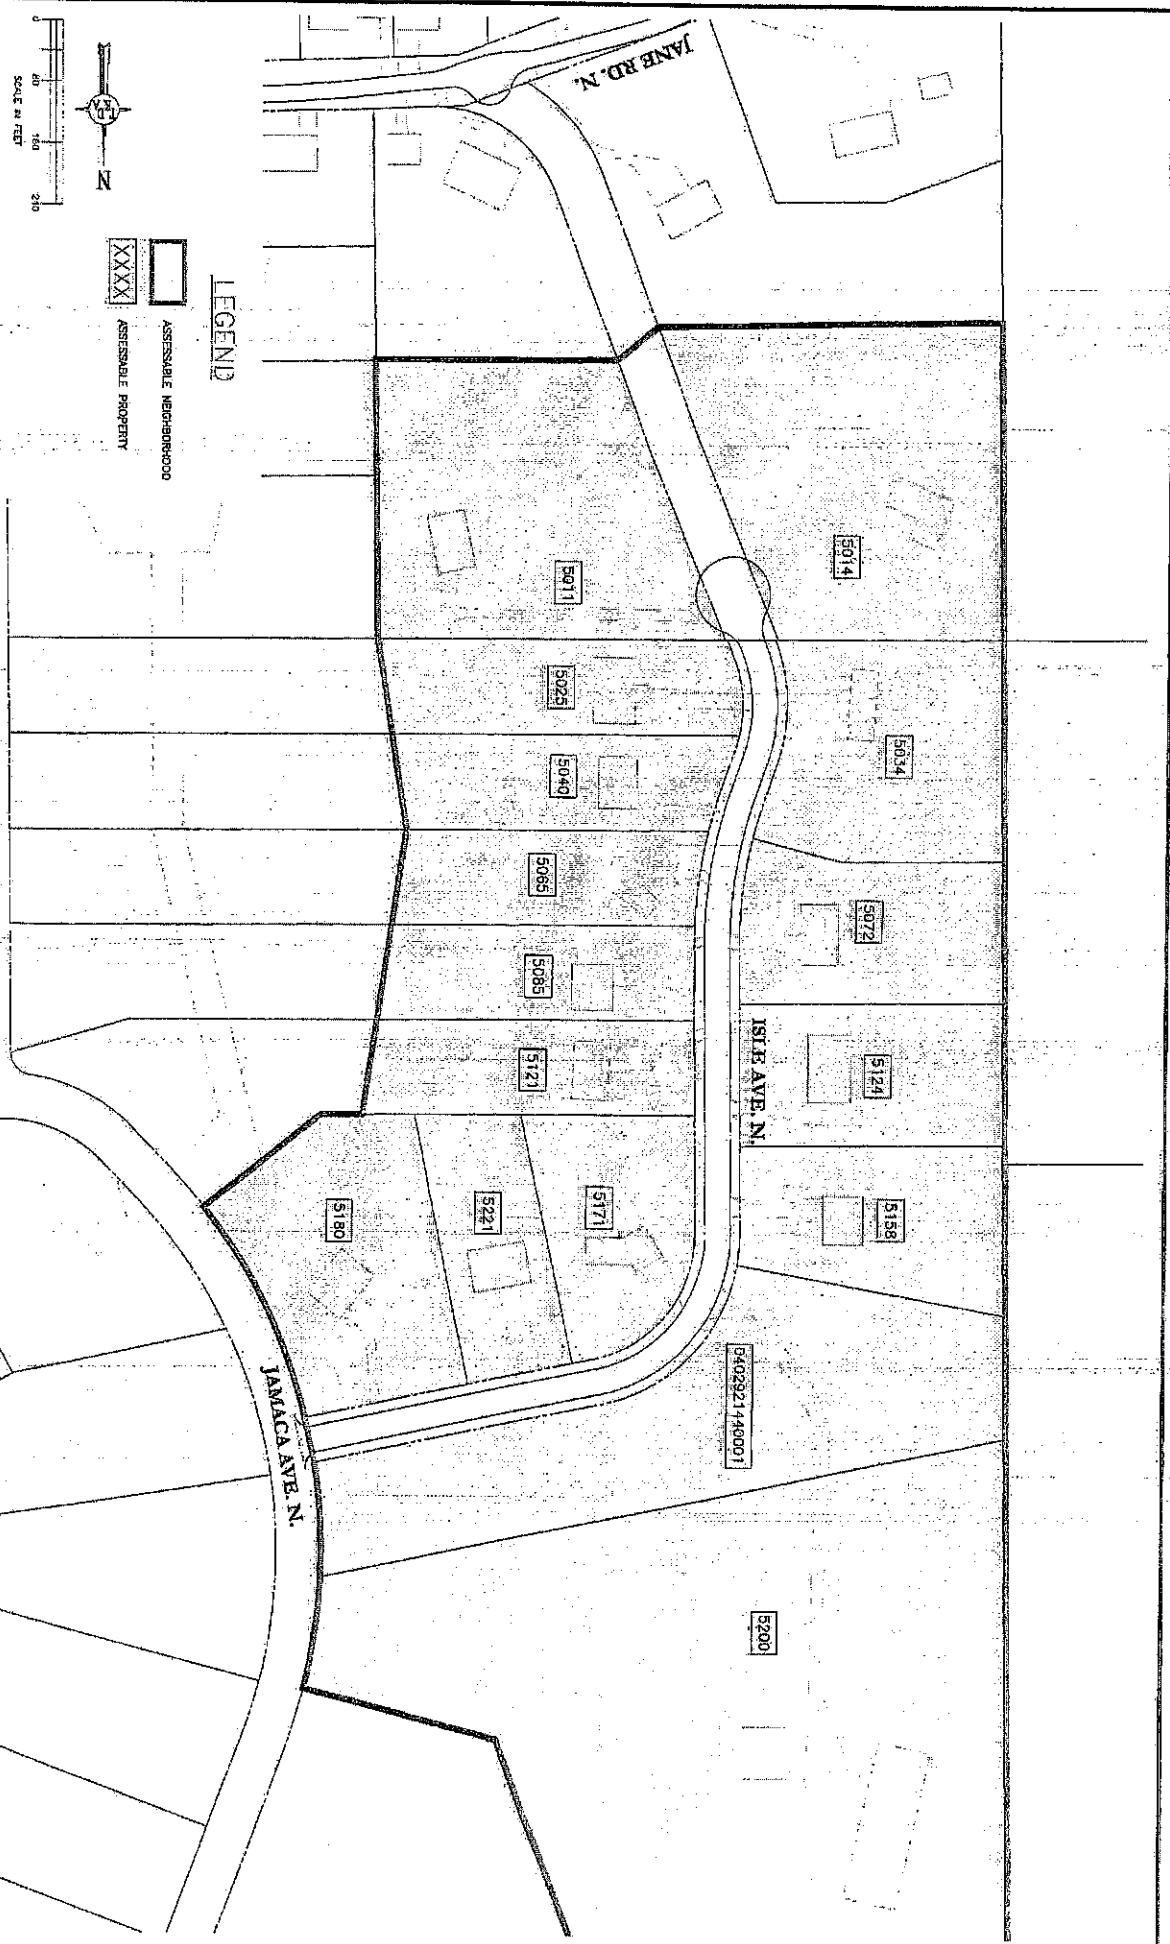 JANE RD. N.
0 80 160 240
SCALE IN FEET
N
LEGEND
ASSESSABLE NEIGHBORHOOD
XXXX
ASSESSABLE PROPERTY
5014
5011
5025
5034
5040
5065
5072
5085
ISLE AVE. N.
5121
5124
5158
5171
5221
5180
0402921440001
JAMACA AVE. N.
5200